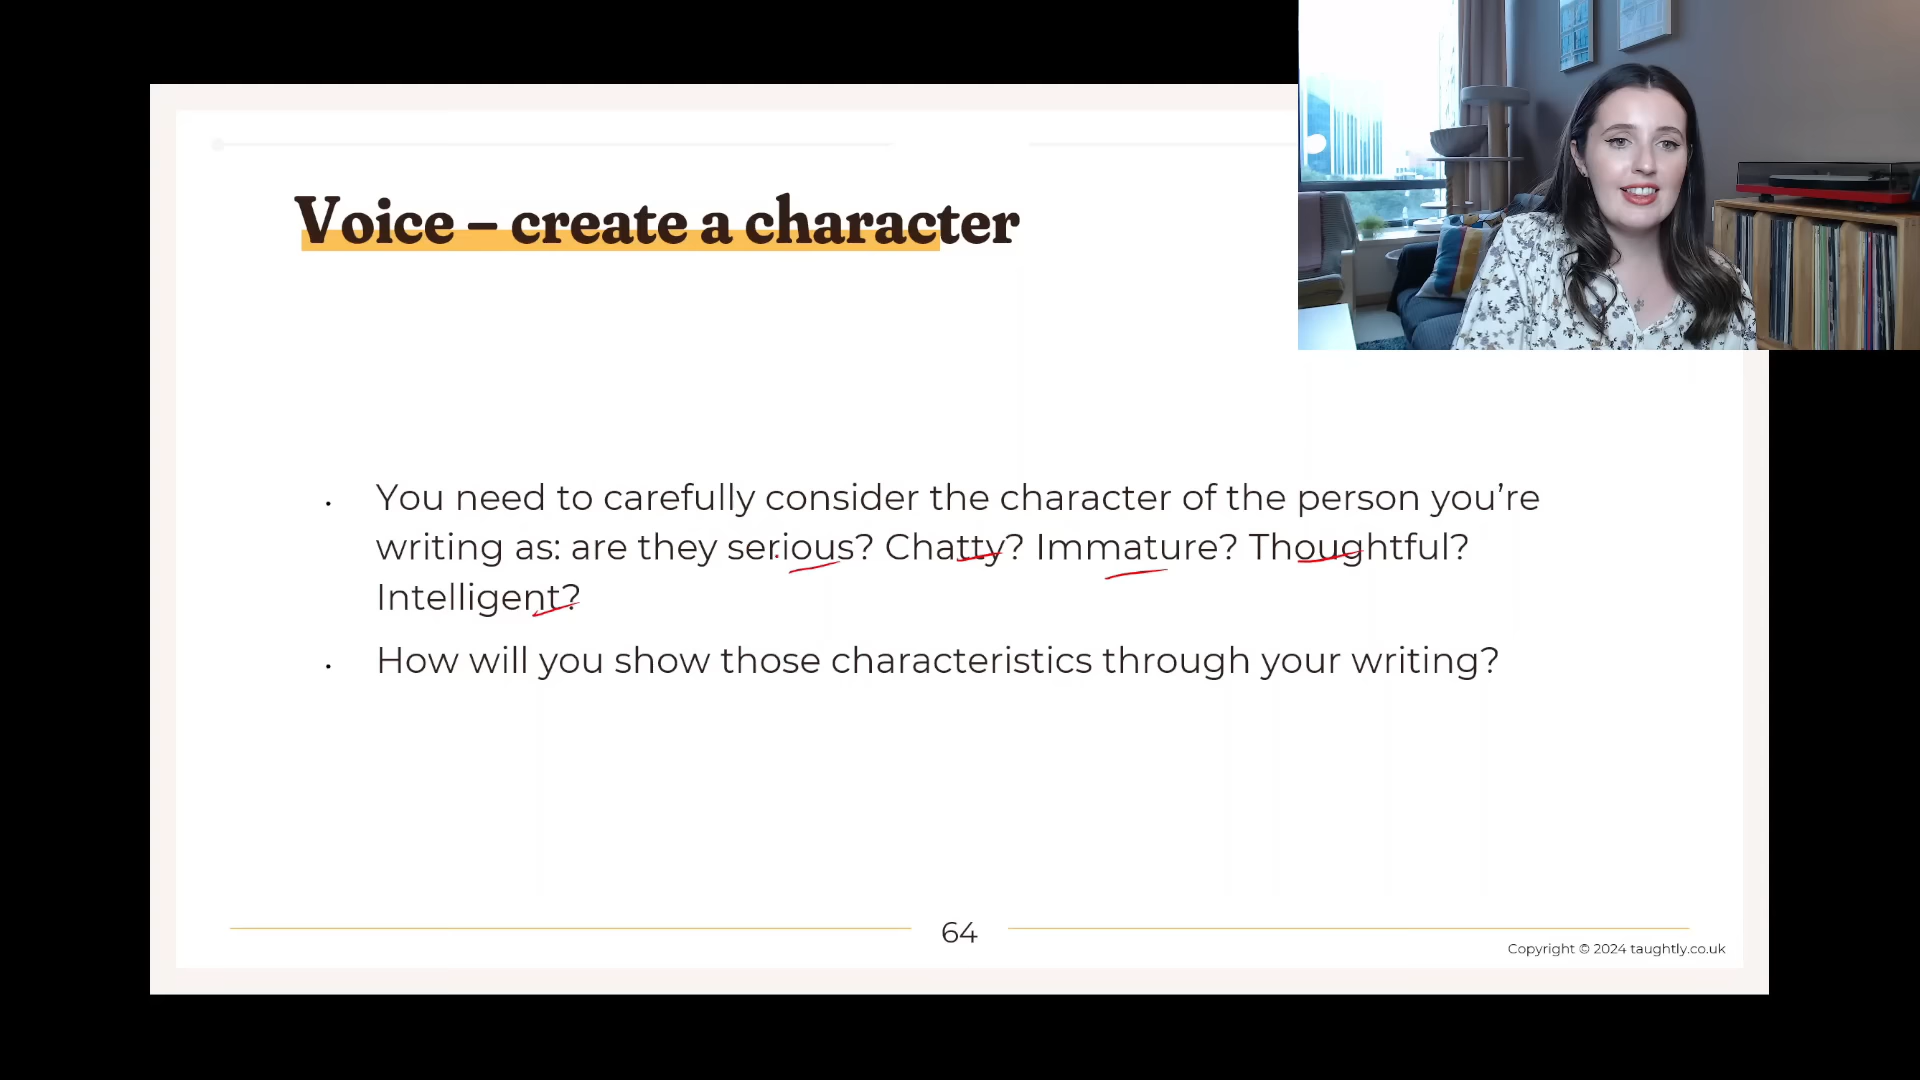 Voice – create a character
• You need to carefully consider the character of the person you’re
writing as: are they serious? Chatty? Immature? Thoughtful?
Intelligent?
• How will you show those characteristics through your writing?
64
Copyright © 2024 taughtly.co.uk